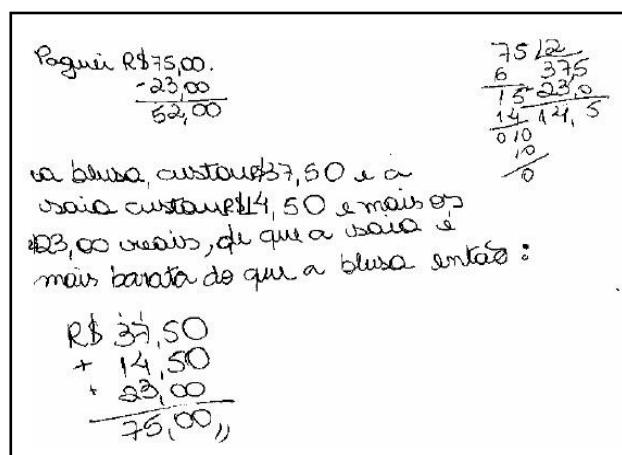 Paguei R$75,00.
-23,00
52,00
75 |2
6 37,5
15 -23,0
14 14,5
010
10
0
a blusa, custou R$37,50 e a
saia custou R$14,50 e mais os
23,00 reais, de que a saia é
mais barata do que a blusa então:
R$ 37,50
+ 14,50
+ 23,00
75,00,,